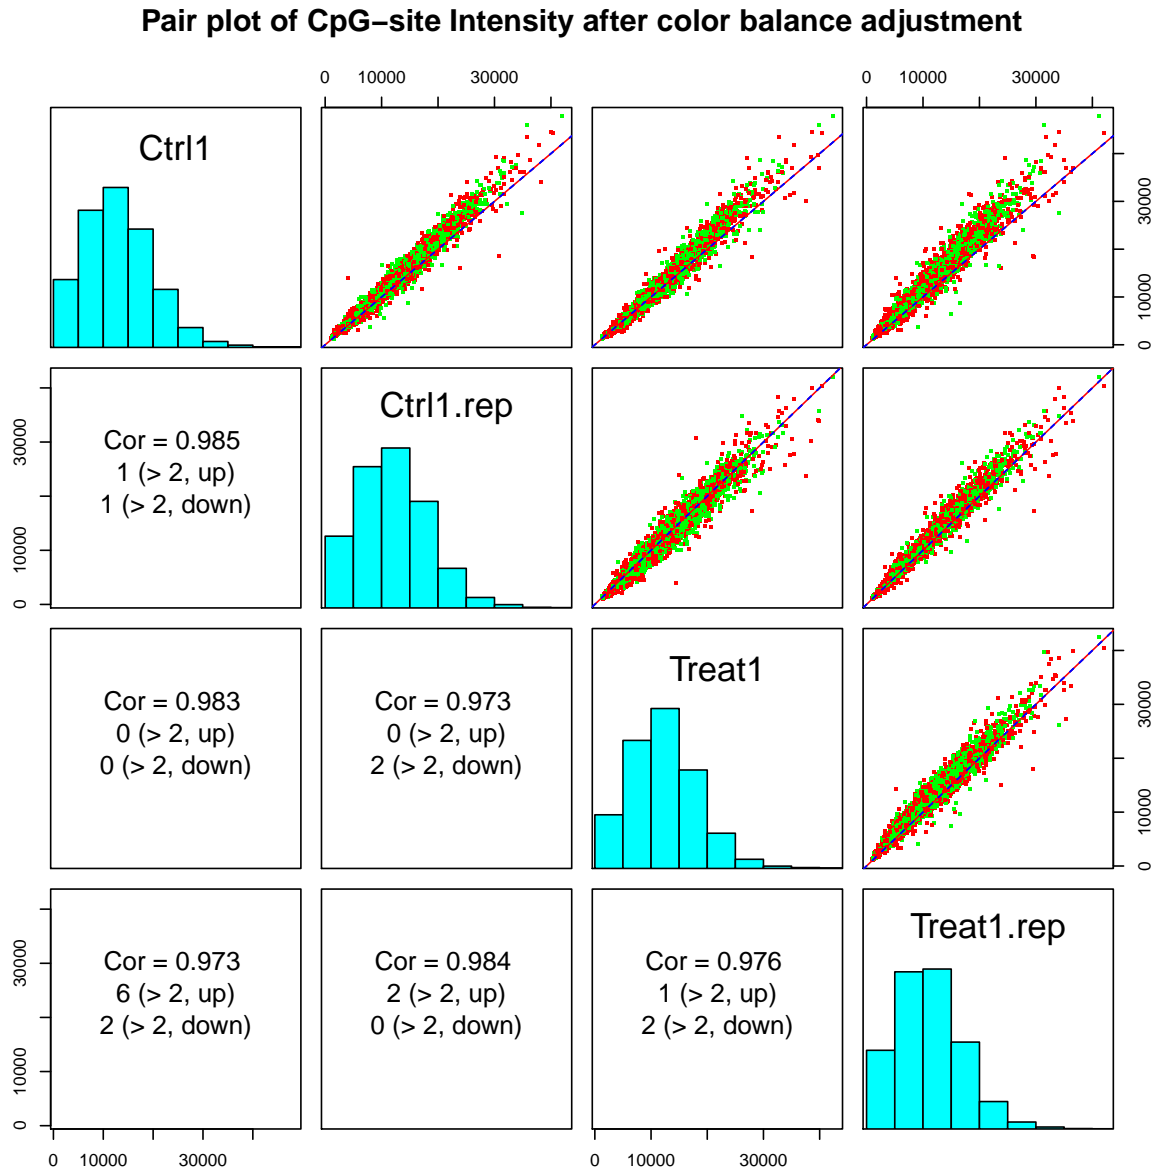 Pair plot of CpG−site Intensity after color balance adjustment
0 10000 30000
0 10000 30000
Ctrl1
30000
10000
0
Ctrl1.rep
30000
10000
0
Cor = 0.985
1 (> 2, up)
1 (> 2, down)
Treat1
30000
10000
0
Cor = 0.983
0 (> 2, up)
0 (> 2, down)
Cor = 0.973
0 (> 2, up)
2 (> 2, down)
Treat1.rep
30000
10000
0
Cor = 0.973
6 (> 2, up)
2 (> 2, down)
Cor = 0.984
2 (> 2, up)
0 (> 2, down)
Cor = 0.976
1 (> 2, up)
2 (> 2, down)
0 10000 30000
0 10000 30000